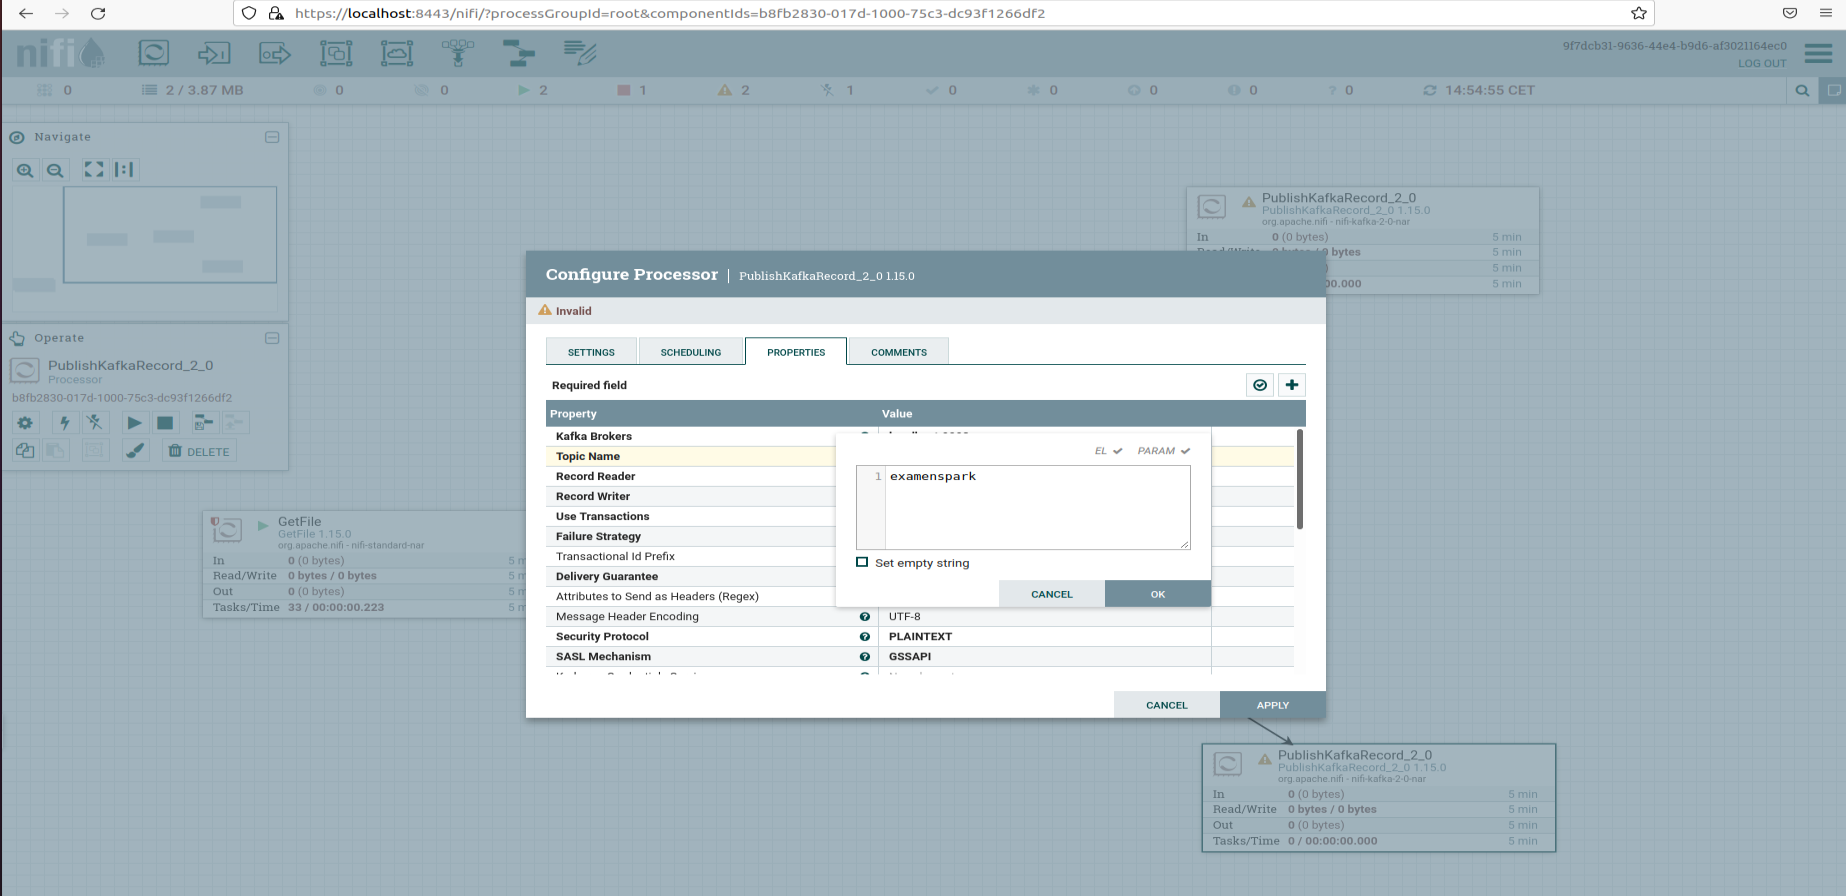 https://localhost:8443/nifi/?processGroupId=root&componentIds=b8fb2830-017d-1000-75c3-dc93f1266df2
nifi
9f7dcb31-9636-44e4-b9d6-af3021164ec0
LOG OUT
0 2 / 3.87 MB 0 0 2 1 2 1 0 0 0 0 ? 0 14:54:55 CET
Navigate
Operate
PublishKafkaRecord_2_0
Processor
b8fb2830-017d-1000-75c3-dc93f1266df2
DELETE
PublishKafkaRecord_2_0
PublishKafkaRecord_2_0 1.15.0
org.apache.nifi - nifi-kafka-2-0-nar
In 0 (0 bytes) 5 min
Read/Write 0 bytes / 0 bytes 5 min
5 min
00.000 5 min
GetFile
GetFile 1.15.0
org.apache.nifi - nifi-standard-nar
In 0 (0 bytes) 5 m
Read/Write 0 bytes / 0 bytes 5 m
Out 0 (0 bytes) 5 m
Tasks/Time 33 / 00:00:00.223 5 m
Configure Processor | PublishKafkaRecord_2_0 1.15.0
Invalid
SETTINGS SCHEDULING PROPERTIES COMMENTS
Required field
Property Value
Kafka Brokers
Topic Name
Record Reader
Record Writer
Use Transactions
Failure Strategy
Transactional Id Prefix
Delivery Guarantee
Attributes to Send as Headers (Regex)
Message Header Encoding UTF-8
Security Protocol PLAINTEXT
SASL Mechanism GSSAPI
EL PARAM
1 examenspark
Set empty string
CANCEL OK
CANCEL APPLY
PublishKafkaRecord_2_0
PublishKafkaRecord_2_0 1.15.0
org.apache.nifi - nifi-kafka-2-0-nar
In 0 (0 bytes) 5 min
Read/Write 0 bytes / 0 bytes 5 min
Out 0 (0 bytes) 5 min
Tasks/Time 0 / 00:00:00.000 5 min